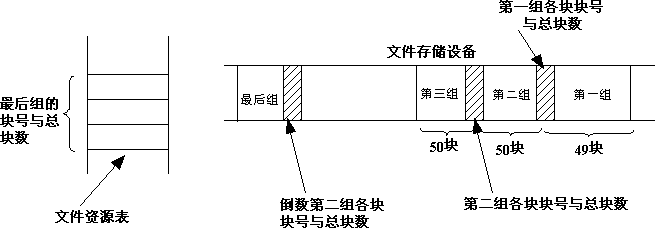 第一组各块块号
与总块数
文件存储设备
最后组的
块号与总
块数
最后组
第三组
第二组
第一组
50块
50块
49块
文件资源表
倒数第二组各块
块号与总块数
第二组各块块号与总块数